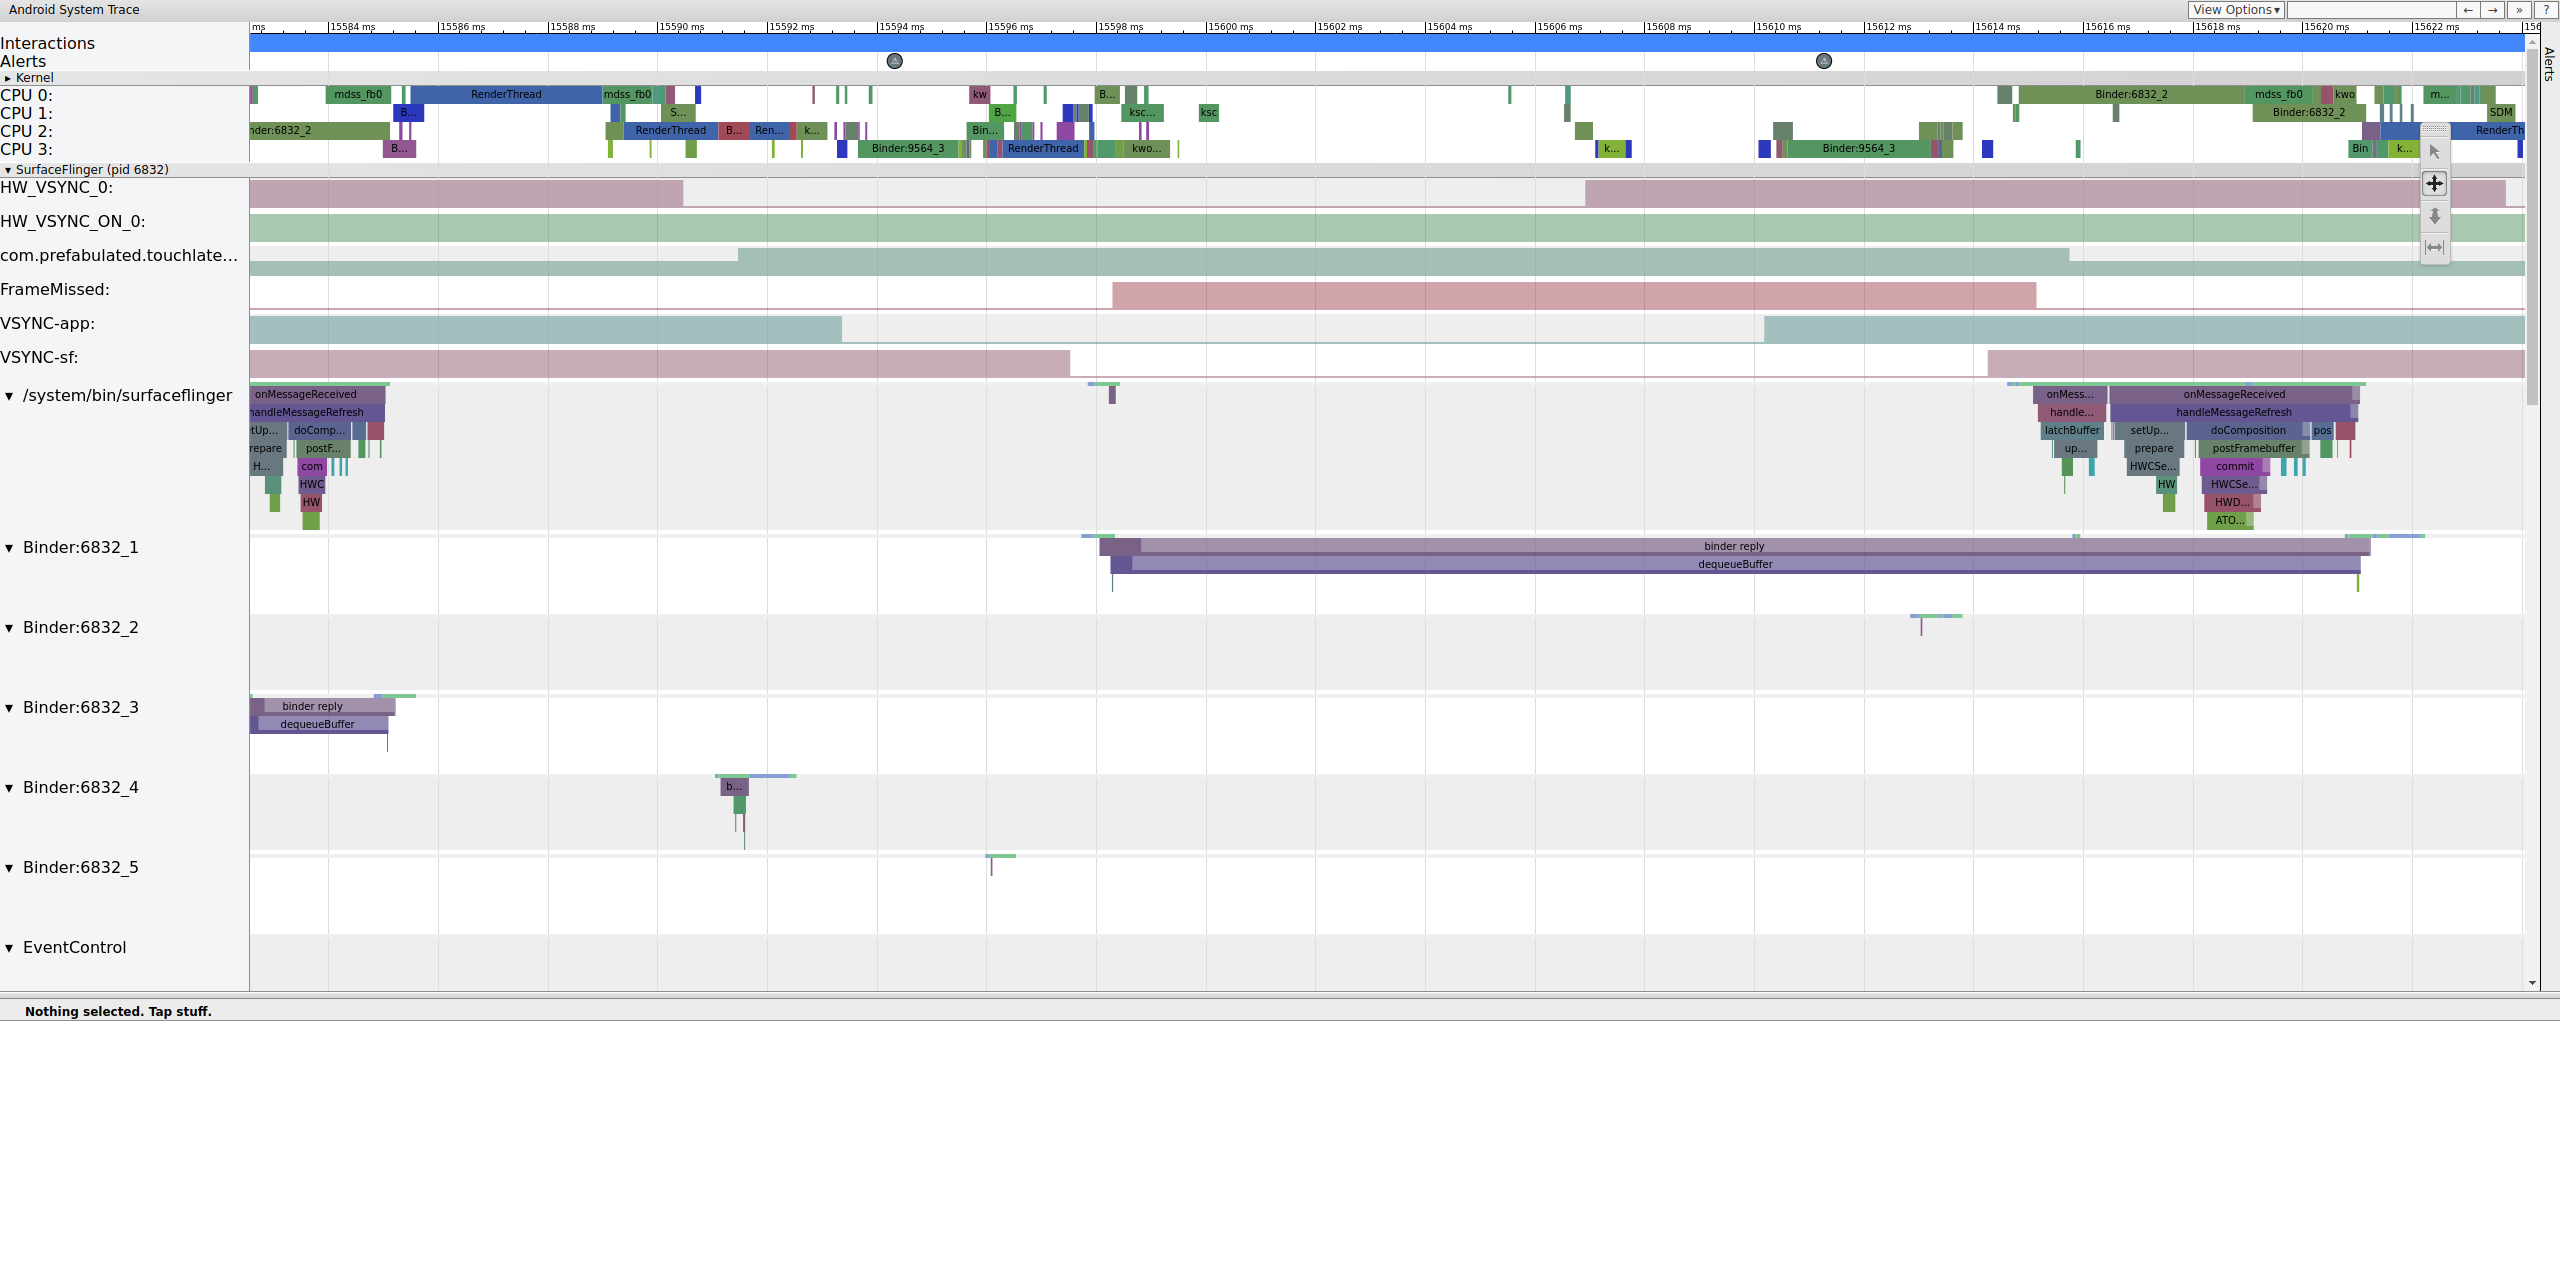 Android System Trace
View Options▾ ← → » ?
ms 15584 ms 15586 ms 15588 ms 15590 ms 15592 ms 15594 ms 15596 ms 15598 ms 15600 ms 15602 ms 15604 ms 15606 ms 15608 ms 15610 ms 15612 ms 15614 ms 15616 ms 15618 ms 15620 ms 15622 ms 156
Interactions
Alerts
Alerts
▸ Kernel
CPU 0: mdss_fb0 RenderThread mdss_fb0 kw B... Binder:6832_2 mdss_fb0 kwo m...
CPU 1: B... S... B... ksc... ksc Binder:6832_2 SDM
CPU 2: nder:6832_2 RenderThread B... Ren... k... Bin... RenderTh
CPU 3: B... Binder:9564_3 RenderThread kwo... k... Binder:9564_3 Bin k...
▾ SurfaceFlinger (pid 6832)
HW_VSYNC_0:
HW_VSYNC_ON_0:
com.prefabulated.touchlate...
FrameMissed:
VSYNC-app:
VSYNC-sf:
▾ /system/bin/surfaceflinger
onMessageReceived onMess... onMessageReceived
handleMessageRefresh handle... handleMessageRefresh
tUp... doComp... latchBuffer setUp... doComposition pos
repare postF... up... prepare postFramebuffer
H... com HWCSe... commit
HWC HW HWCSe...
HW HWD...
ATO...
▾ Binder:6832_1 binder reply
dequeueBuffer
▾ Binder:6832_2
▾ Binder:6832_3 binder reply
dequeueBuffer
▾ Binder:6832_4 b...
▾ Binder:6832_5
▾ EventControl
Nothing selected. Tap stuff.